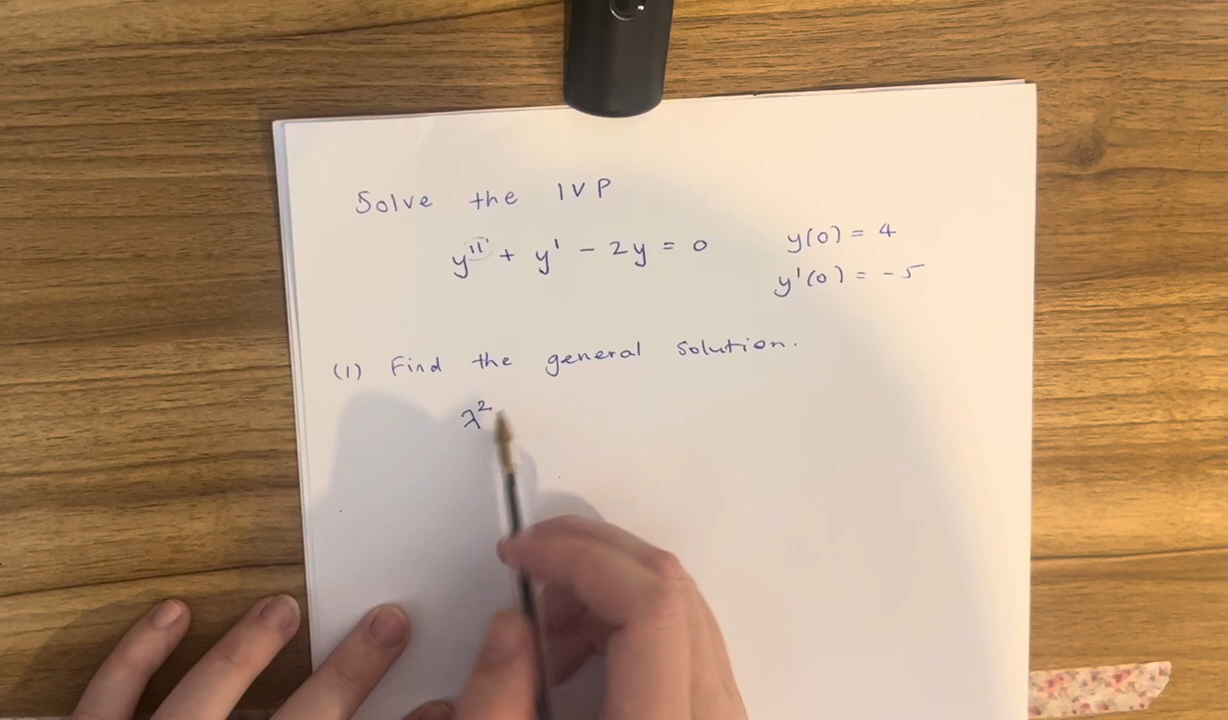 Solve the IVP
y'' + y' - 2y = 0
y(0) = 4
y'(0) = -5
(1) Find the general solution.
λ²